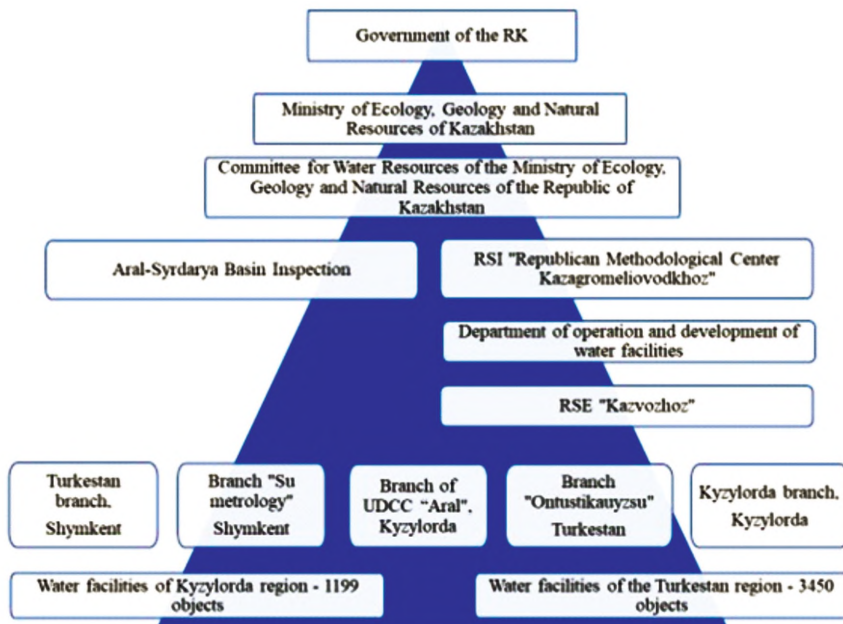 Government of the RK
Ministry of Ecology, Geology and Natural
Resources of Kazakhstan
Committee for Water Resources of the Ministry of Ecology,
Geology and Natural Resources of the Republic of
Kazakhstan
Aral-Syrdarya Basin Inspection
RSI "Republican Methodological Center
Kazagromeliovodkhoz"
Department of operation and development of
water facilities
RSE "Kazvozhoz"
Turkestan
branch,
Shymkent
Branch "Su
metrology"
Shymkent
Branch of
UDCC “Aral”,
Kyzylorda
Branch
"Ontustikauyzsu"
Turkestan
Kyzylorda branch,
Kyzylorda
Water facilities of Kyzylorda region - 1199
objects
Water facilities of the Turkestan region - 3450
objects